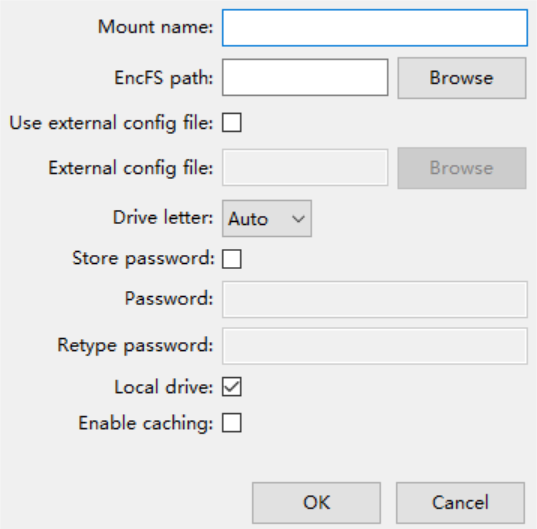 Mount name:
EncFS path: Browse
Use external config file:
External config file: Browse
Drive letter: Auto
Store password:
Password:
Retype password:
Local drive:
Enable caching:
OK Cancel